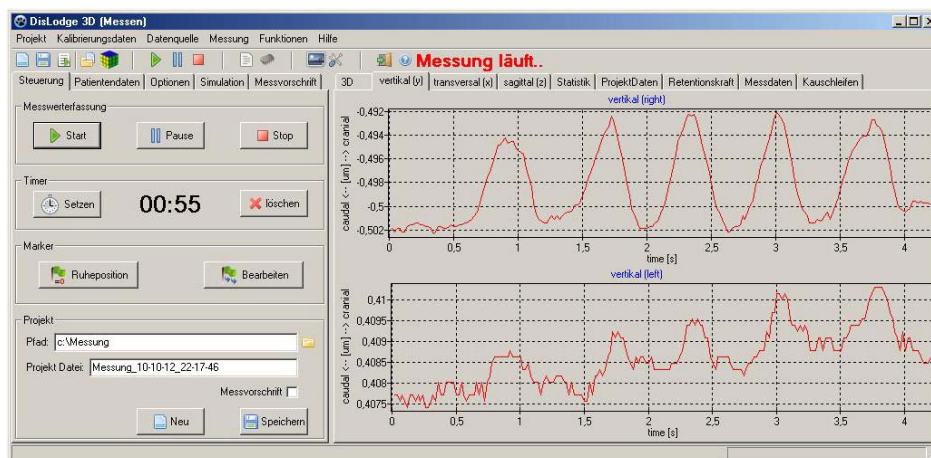 DisLodge 3D (Messen)
Projekt Kalibrierungsdaten Datenquelle Messung Funktionen Hilfe
Messung läuft..
Steuerung Patientendaten Optionen Simulation Messvorschrift
Messwerterfassung
Start Pause Stop
Timer
Setzen 00:55 löschen
Marker
Ruheposition Bearbeiten
=0
Projekt
Pfad: c:\Messung
Projekt Datei: Messung_10-10-12_22-17-46
Messvorschrift
Neu Speichern
3D vertikal (y) transversal (x) sagittal (z) Statistik ProjektDaten Retentionskraft Messdaten Kauschleifen
vertikal (right)
caudal <-- [um] --> cranial
-0,492
-0,494
-0,496
-0,498
-0,5
-0,502
0 0,5 1 1,5 2 2,5 3 3,5 4
time [s]
vertikal (left)
caudal <-- [um] --> cranial
0,41
0,4095
0,409
0,4085
0,408
0,4075
0 0,5 1 1,5 2 2,5 3 3,5 4
time [s]